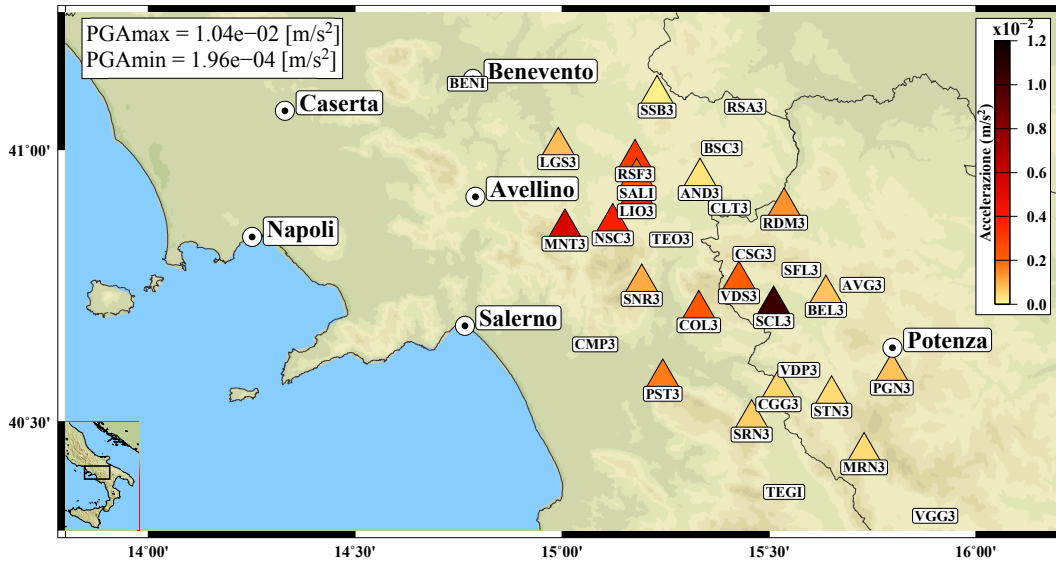 PGAmax = 1.04e−02 [m/s²]
PGAmin = 1.96e−04 [m/s²]
x10⁻²
1.2
1.0
0.8
0.6
0.4
0.2
0.0
Accelerazione (m/s²)
Benevento
BENI
Caserta
SSB3
RSA3
41°00'
LGS3
BSC3
RSF3
SALI
AND3
Avellino
LIO3
CLT3
RDM3
Napoli
MNT3
NSC3
TEO3
CSG3
SFL3
AVG3
SNR3
VDS3
BEL3
COL3
SCL3
Salerno
CMP3
Potenza
VDP3
PST3
PGN3
CGG3
STN3
40°30'
SRN3
MRN3
TEGI
VGG3
14°00'
14°30'
15°00'
15°30'
16°00'